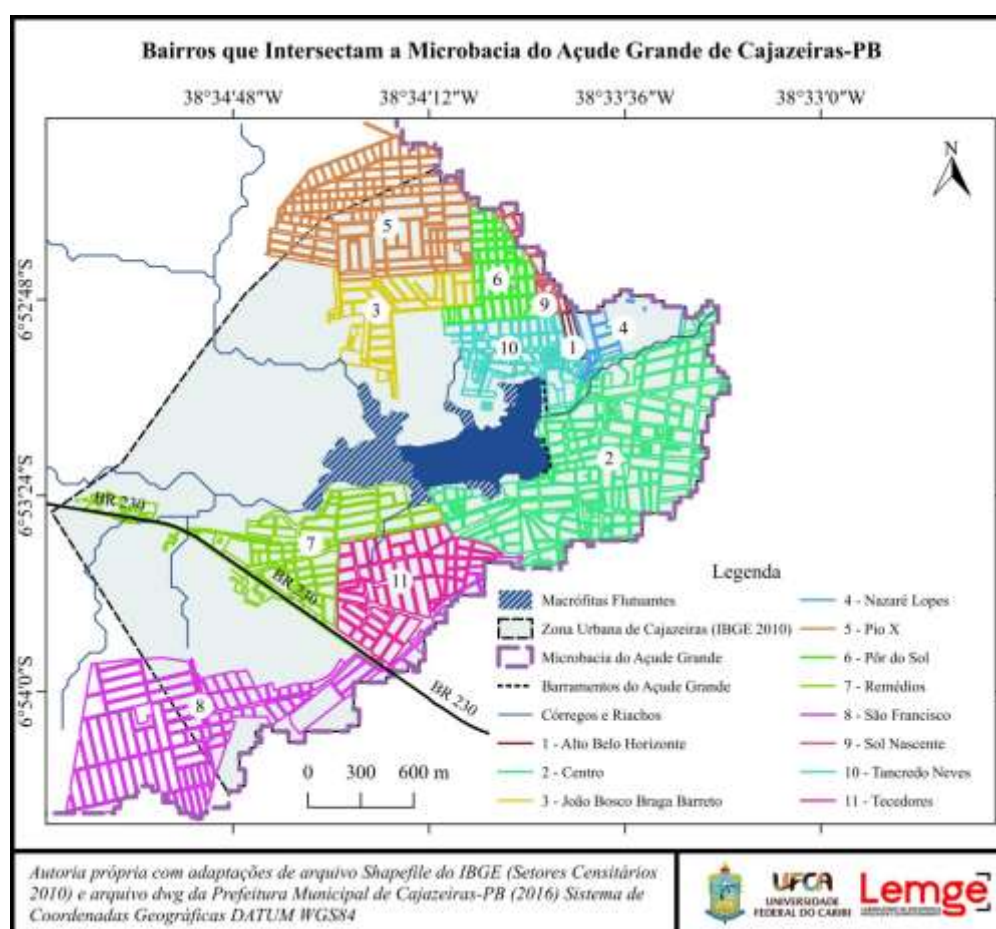 Bairros que Intersectam a Microbacia do Açude Grande de Cajazeiras-PB
38°34'48"W 38°34'12"W 38°33'36"W 38°33'0"W
N
6°52'48"S
6°53'24"S
6°54'0"S
5
6
3
9
4
10
1
2
BR 230
7
BR 230
11
8
BR 230
0 300 600 m
Legenda
Macrófitas Flutuantes
Zona Urbana de Cajazeiras (IBGE 2010)
Microbacia do Açude Grande
Barramentos do Açude Grande
Córregos e Riachos
1 - Alto Belo Horizonte
2 - Centro
3 - João Bosco Braga Barreto
4 - Nazaré Lopes
5 - Pio X
6 - Pôr do Sol
7 - Remédios
8 - São Francisco
9 - Sol Nascente
10 - Tancredo Neves
11 - Tecedores
Autoria própria com adaptações de arquivo Shapefile do IBGE (Setores Censitários
2010) e arquivo dwg da Prefeitura Municipal de Cajazeiras-PB (2016) Sistema de
Coordenadas Geográficas DATUM WGS84
UFCA
UNIVERSIDADE
FEDERAL DO CARIRI
Lemge